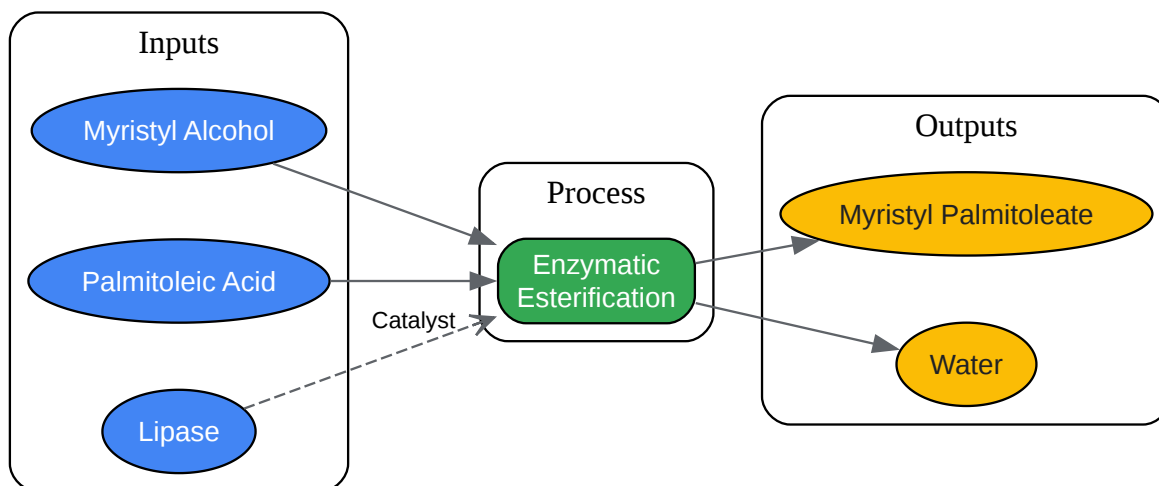 Inputs
Myristyl Alcohol
Palmitoleic Acid
Lipase
Catalyst
Process
Enzymatic
Esterification
Outputs
Myristyl Palmitoleate
Water